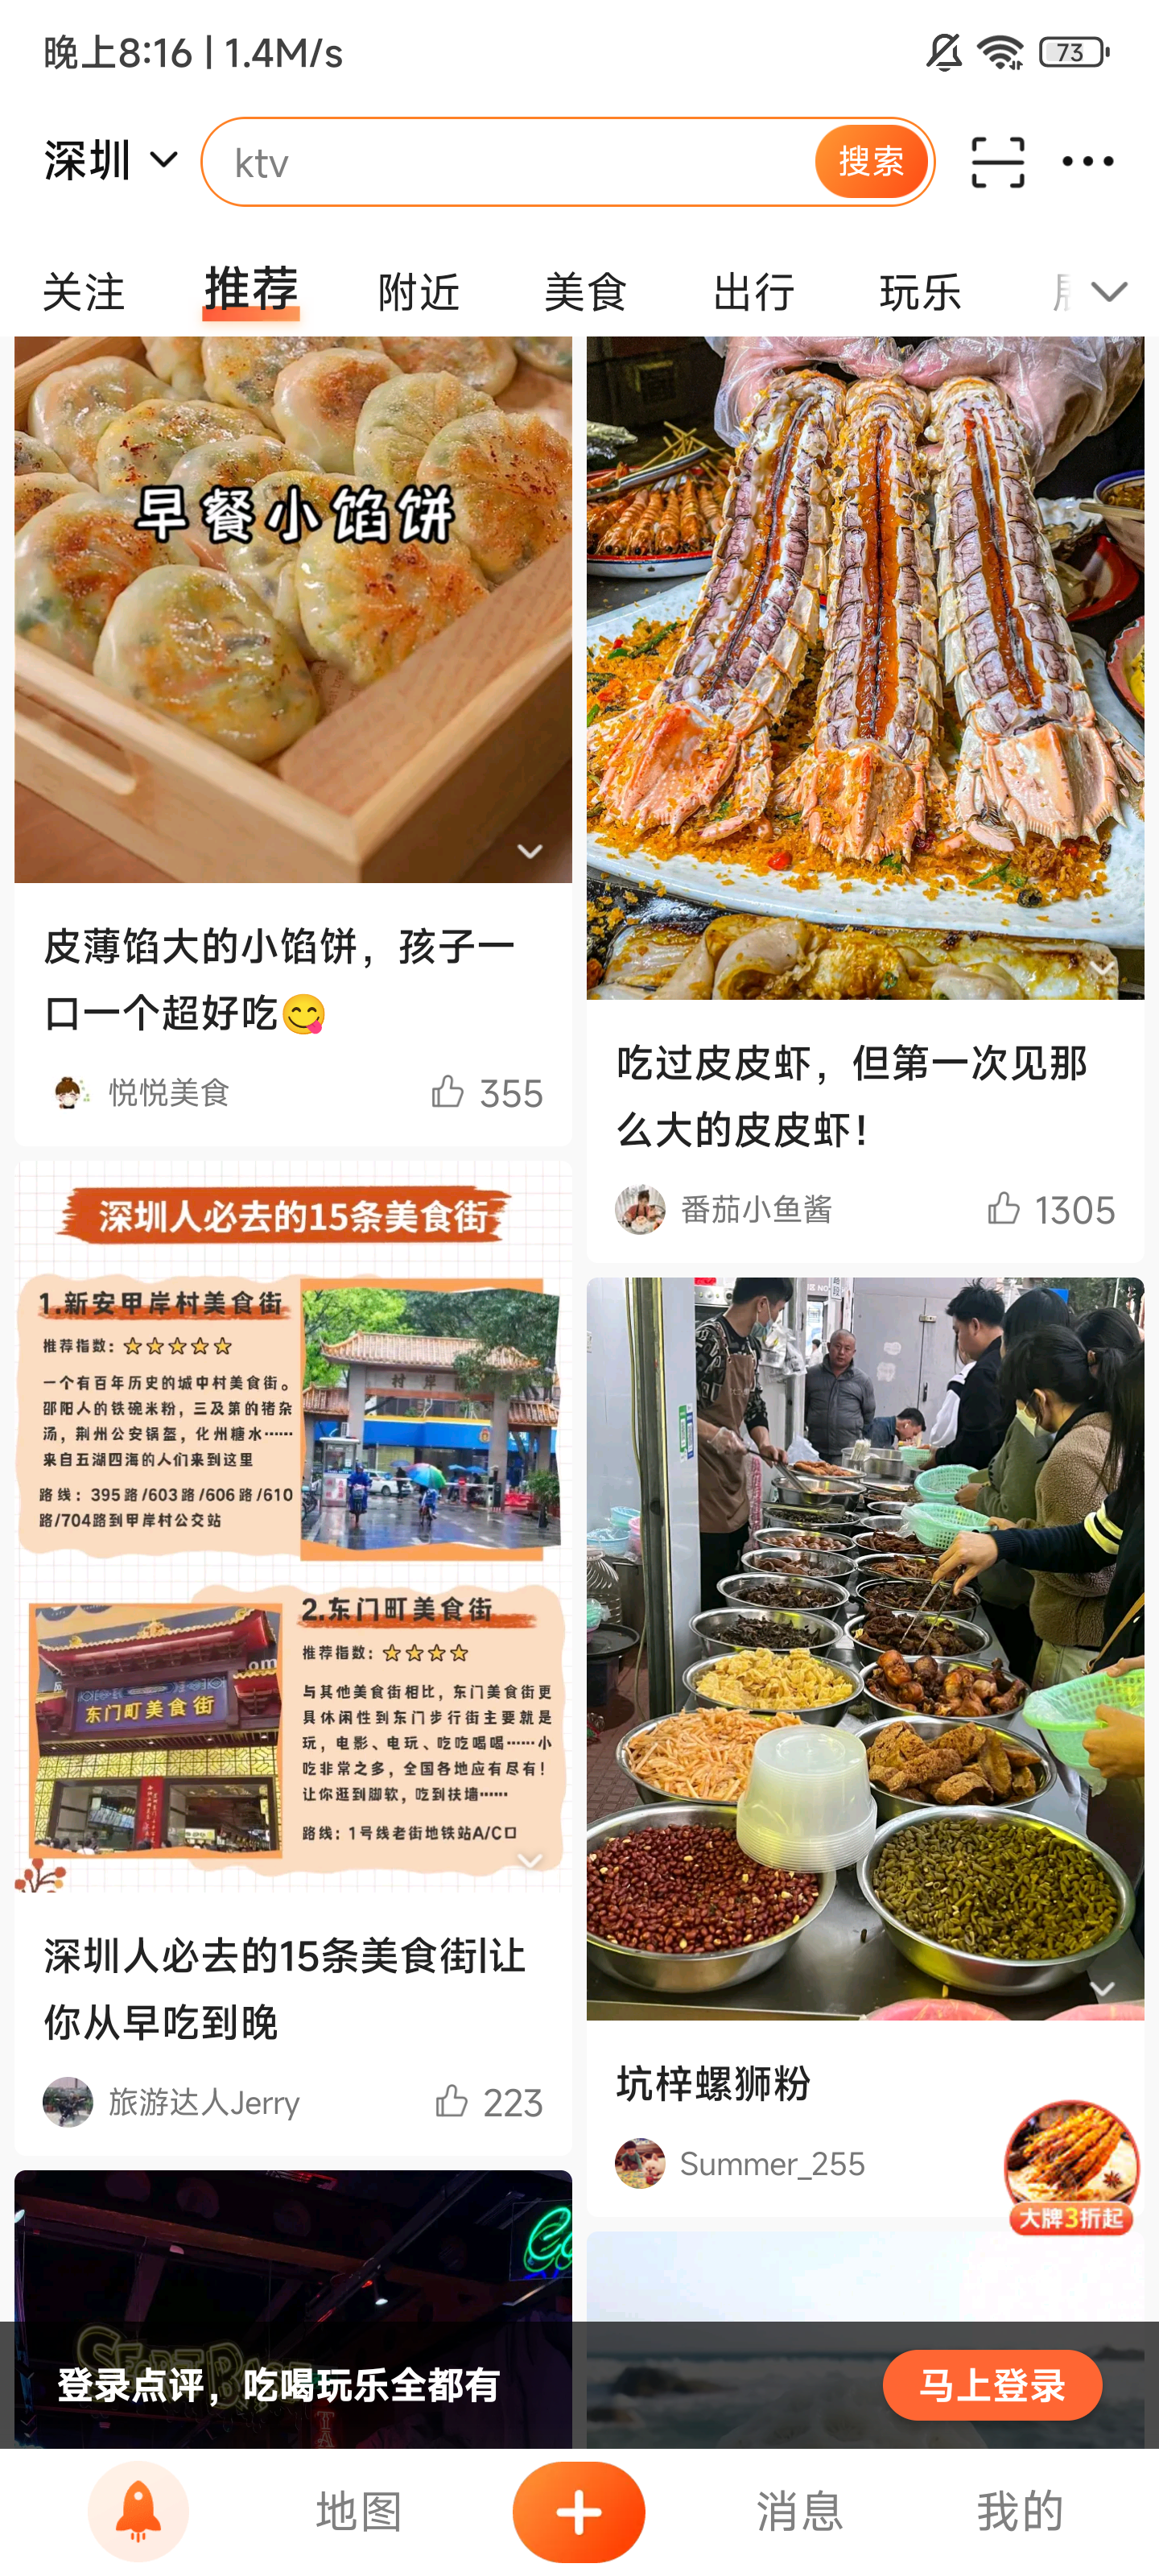 晚上8:16 | 1.4M/s
73
深圳
ktv
搜索
关注
推荐
附近
美食
出行
玩乐
早餐小馅饼
皮薄馅大的小馅饼，孩子一
口一个超好吃😋
悦悦美食
355
吃过皮皮虾，但第一次见那
么大的皮皮虾！
番茄小鱼酱
1305
深圳人必去的15条美食街
1.新安甲岸村美食街
推荐指数：⭐⭐⭐⭐⭐
一个有百年历史的城中村美食街。
邵阳人的铁碗米粉，三及第的猪杂
汤，荆州公安锅盔，化州糖水……
来自五湖四海的人们来到这里
路线：395路/603路/606路/610
路/704路到甲岸村公交站
村岸
2.东门町美食街
推荐指数：⭐⭐⭐⭐
与其他美食街相比，东门美食街更
具休闲性到东门步行街主要就是
玩，电影、电玩、吃吃喝喝……小
吃非常之多，全国各地应有尽有！
让你逛到脚软，吃到扶墙……
路线：1号线老街地铁站A/C口
东门町美食街
深圳人必去的15条美食街|让
你从早吃到晚
旅游达人Jerry
223
坑梓螺狮粉
Summer_255
大牌3折起
登录点评，吃喝玩乐全都有
马上登录
地图
消息
我的